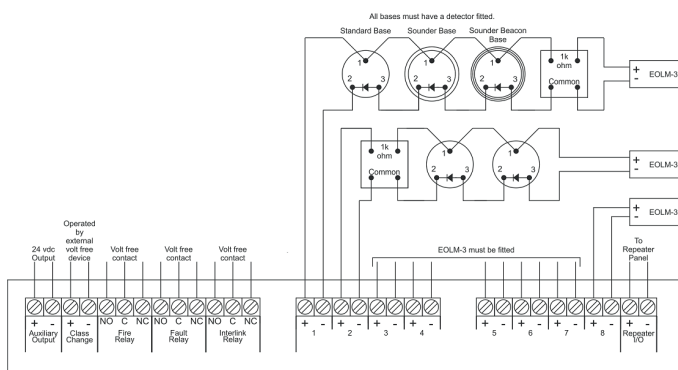 All bases must have a detector fitted.
Standard Base
Sounder Base
Sounder Beacon
Base
1
2
3
1
2
3
1
2
3
1k
ohm
Common
+
-
EOLM-3
1k
ohm
Common
1
2
3
1
2
3
+
-
EOLM-3
+
-
EOLM-3
24 vdc
Output
Operated
by
external
volt free
device
Volt free
contact
Volt free
contact
Volt free
contact
EOLM-3 must be fitted
To
Repeater
Panel
+ -
Auxiliary
Output
+ -
Class
Change
NO C NC
Fire
Relay
NO C NC
Fault
Relay
NO C NC
Interlink
Relay
+ -
1
+ -
2
+ -
3
+ -
4
+ -
5
+ -
6
+ -
7
+ -
8
+ -
Repeater
I/O